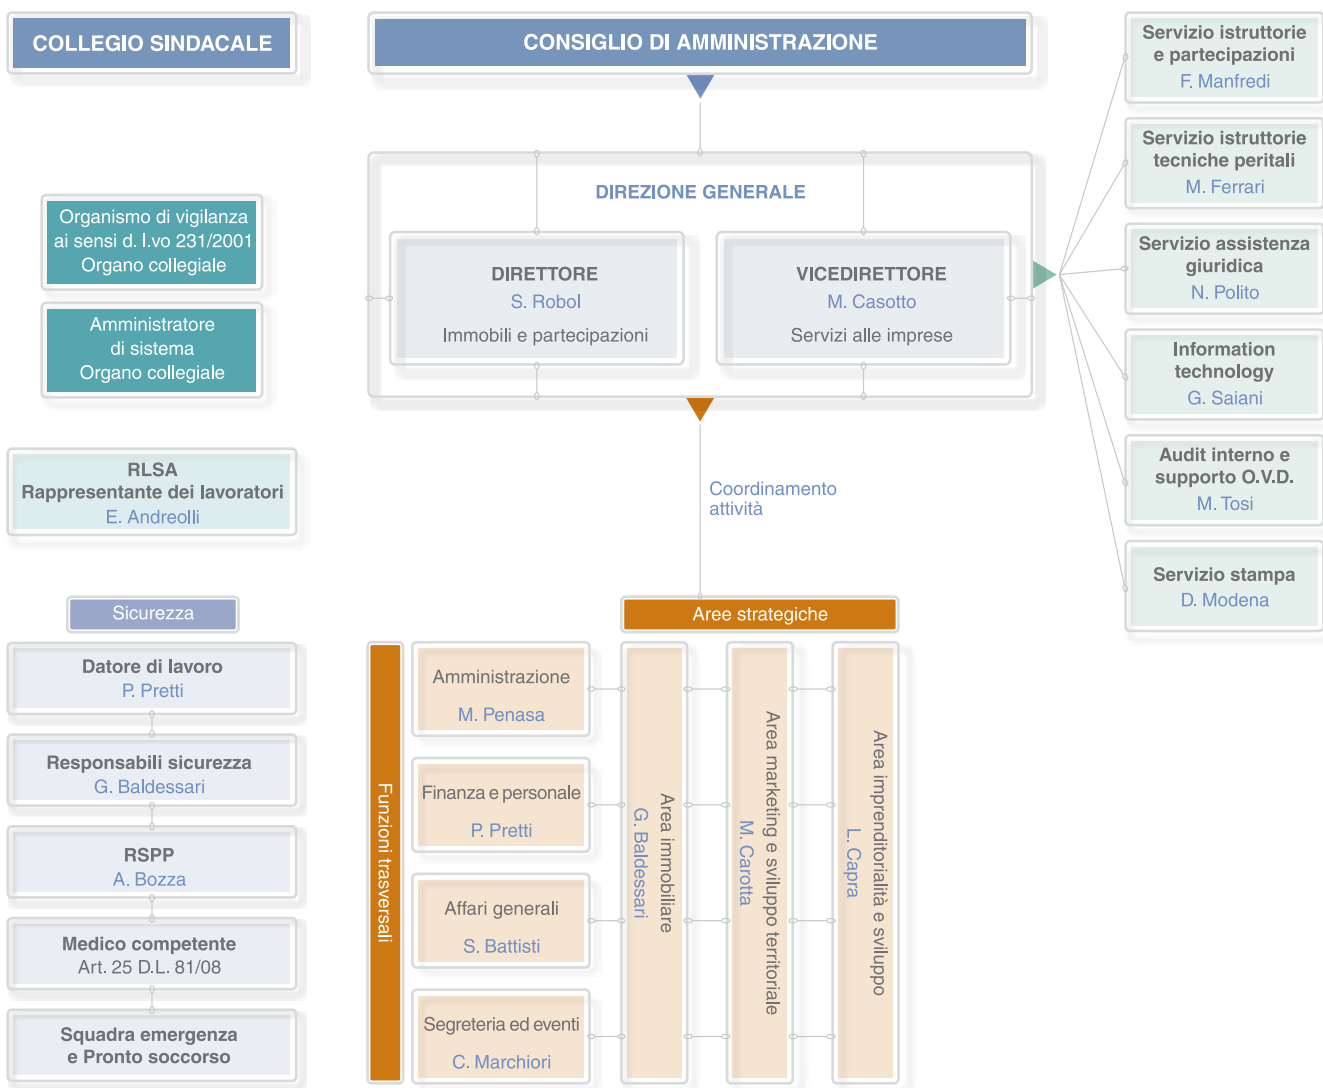 COLLEGIO SINDACALE
CONSIGLIO DI AMMINISTRAZIONE
Organismo di vigilanza
ai sensi d. l.vo 231/2001
Organo collegiale
Amministratore
di sistema
Organo collegiale
RLSA
Rappresentante dei lavoratori
E. Andreolli
DIREZIONE GENERALE
DIRETTORE
S. Robol
Immobili e partecipazioni
VICEDIRETTORE
M. Casotto
Servizi alle imprese
Servizio istruttorie
e partecipazioni
F. Manfredi
Servizio istruttorie
tecniche peritali
M. Ferrari
Servizio assistenza
giuridica
N. Polito
Information
technology
G. Saiani
Audit interno e
supporto O.V.D.
M. Tosi
Servizio stampa
D. Modena
Coordinamento
attività
Sicurezza
Datore di lavoro
P. Pretti
Responsabili sicurezza
G. Baldessari
RSPP
A. Bozza
Medico competente
Art. 25 D.L. 81/08
Squadra emergenza
e Pronto soccorso
Aree strategiche
Funzioni trasversali
Amministrazione
M. Penasa
Finanza e personale
P. Pretti
Affari generali
S. Battisti
Segreteria ed eventi
C. Marchiori
Area immobiliare
G. Baldessari
Area marketing e sviluppo territoriale
M. Carotta
Area imprenditorialità e sviluppo
L. Capra